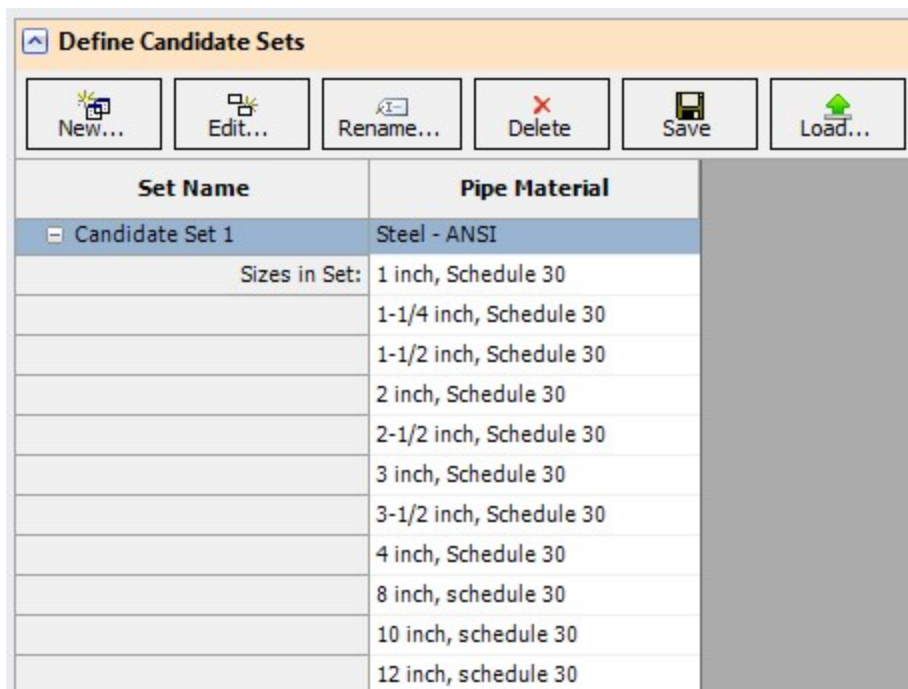 Define Candidate Sets
New... Edit... Rename... Delete Save Load...
Set Name Pipe Material
Candidate Set 1 Steel - ANSI
Sizes in Set: 1 inch, Schedule 30
1-1/4 inch, Schedule 30
1-1/2 inch, Schedule 30
2 inch, Schedule 30
2-1/2 inch, Schedule 30
3 inch, Schedule 30
3-1/2 inch, Schedule 30
4 inch, Schedule 30
8 inch, schedule 30
10 inch, schedule 30
12 inch, schedule 30